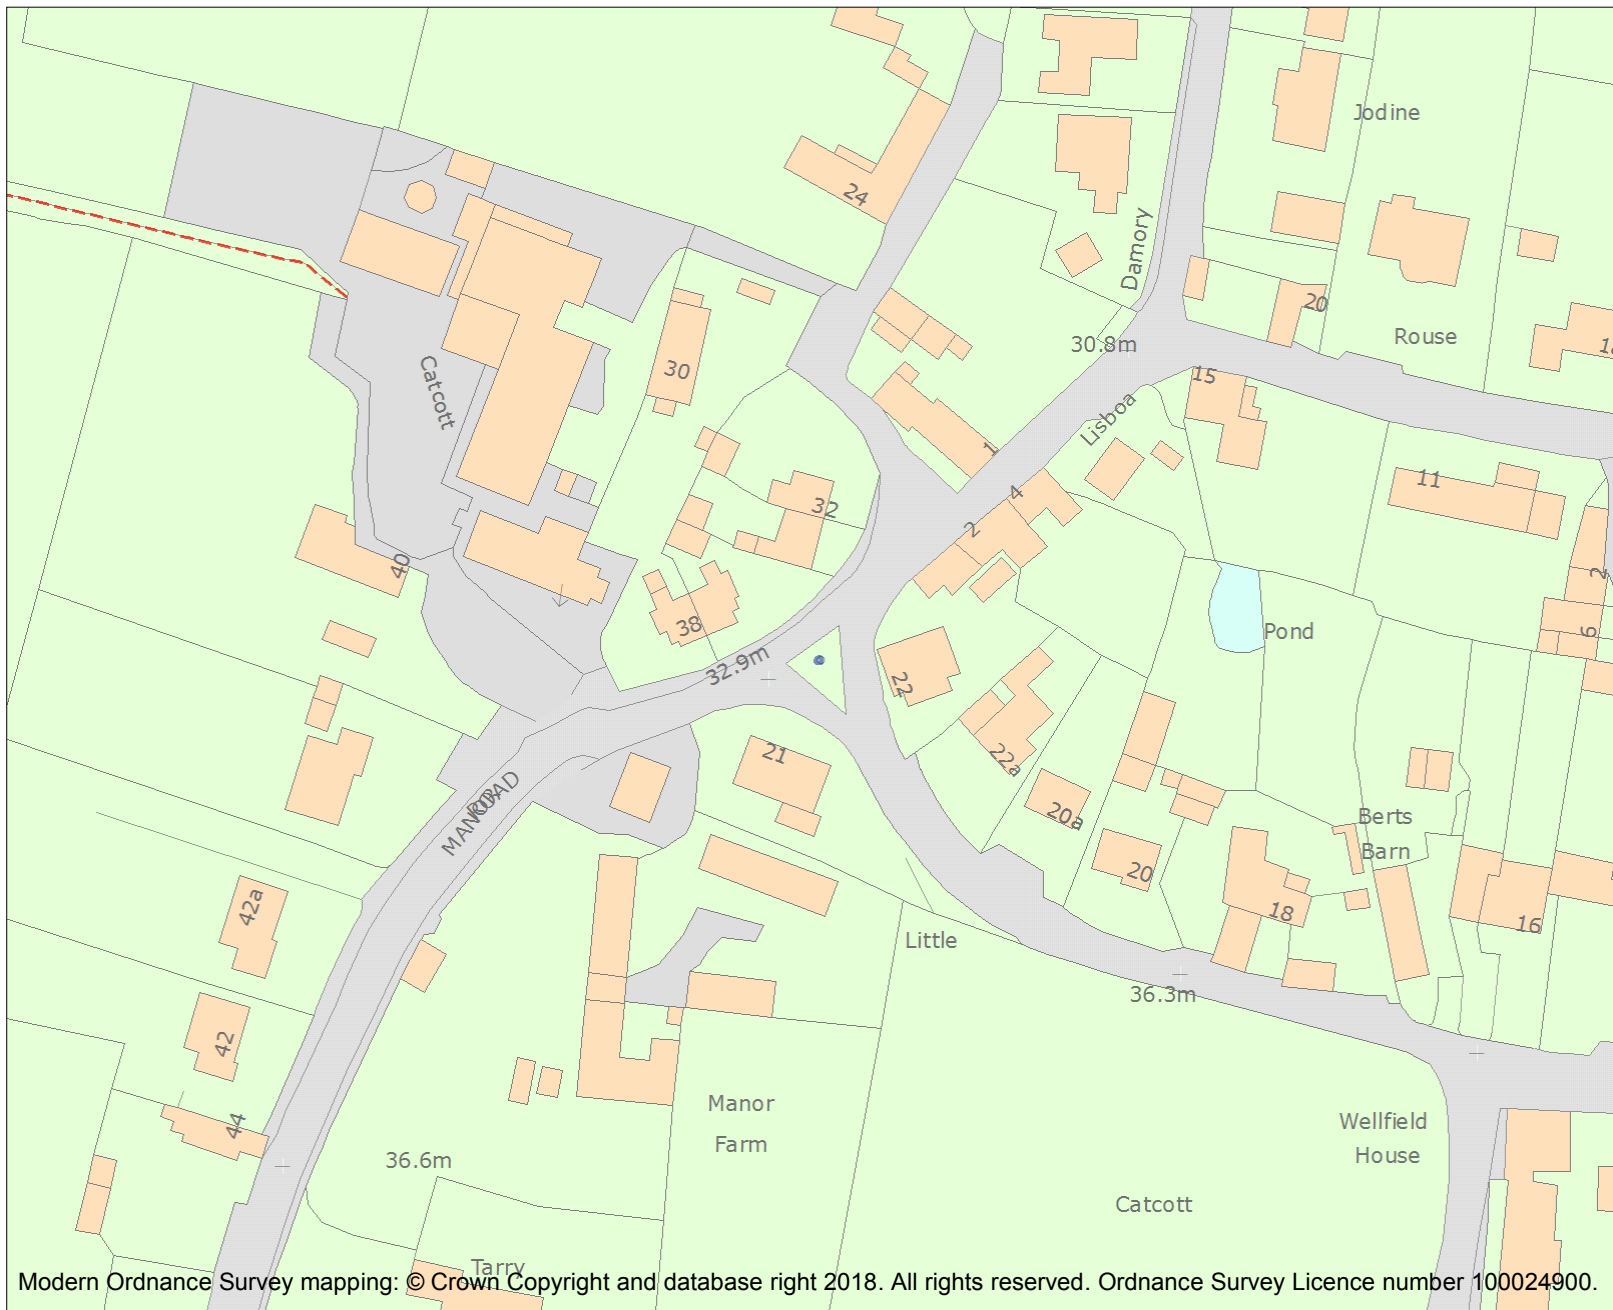 Jodine
24
Damory
20
30.8m
Rouse
Catcott
30
15
Lisboa
1
11
4
32
2
40
2
38
Pond
6
32.9m
22
21
22a
MANOR
ROAD
20a
Berts
Barn
20
42a
18
16
Little
36.3m
42
Manor
Farm
44
Wellfield
House
36.6m
Catcott
Tarry
Modern Ordnance Survey mapping: © Crown Copyright and database right 2018. All rights reserved. Ordnance Survey Licence number 100024900.